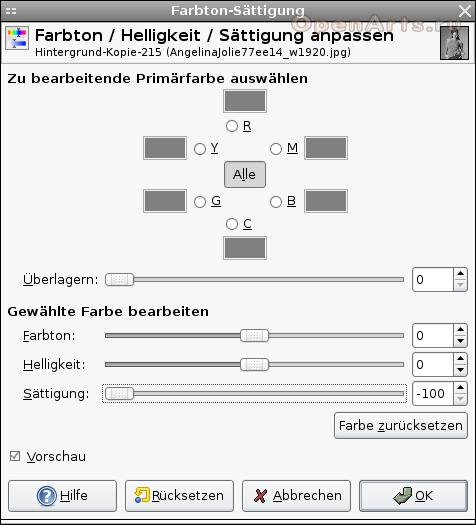 Farbton-Sättigung
OpenArts.ru
Farbton / Helligkeit / Sättigung anpassen
Hintergrund-Kopie-215 (AngelinaJolie77ee14_w1920.jpg)
Zu bearbeitende Primärfarbe auswählen
R
Y M
Alle
G B
C
Überlagern: 0
Gewählte Farbe bearbeiten
Farbton: 0
Helligkeit: 0
Sättigung: -100
Farbe zurücksetzen
Vorschau
Hilfe Rücksetzen Abbrechen OK